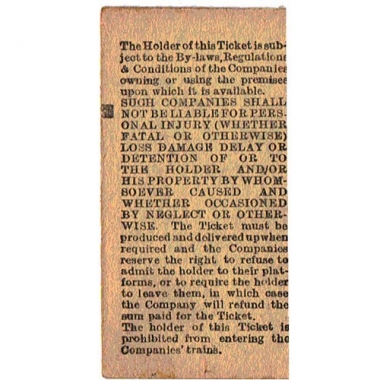 The Holder of this Ticket is sub-
ject to the By-laws, Regulations
& Conditions of the Companies
owning or using the premises
upon which it is available.
SUCH COMPANIES SHALL
NOT BE LIABLE FOR PERS-
ONAL INJURY (WHETHER
FATAL OR OTHERWISE)
LOSS DAMAGE DELAY OR
DETENTION OF OR TO
THE HOLDER AND/OR
HIS PROPERTY BY WHOM-
SOEVER CAUSED AND
WHETHER OCCASIONED
BY NEGLECT OR OTHER-
WISE. The Ticket must be
produced and delivered up when
required and the Companies
reserve the right to refuse to
admit the holder to their plat-
forms, or to require the holder
to leave them, in which case
the Company will refund the
sum paid for the Ticket.
The holder of this Ticket is
prohibited from entering the
Companies' trains.